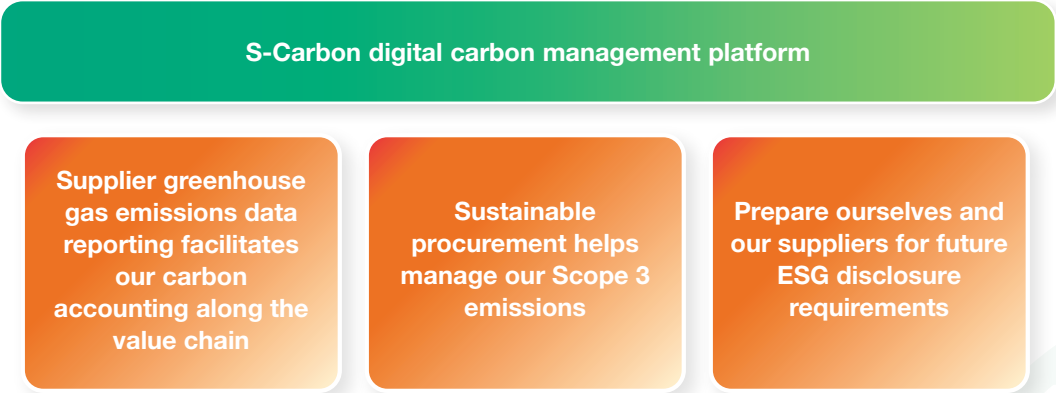 S-Carbon digital carbon management platform
Supplier greenhouse
gas emissions data
reporting facilitates
our carbon
accounting along the
value chain
Sustainable
procurement helps
manage our Scope 3
emissions
Prepare ourselves and
our suppliers for future
ESG disclosure
requirements